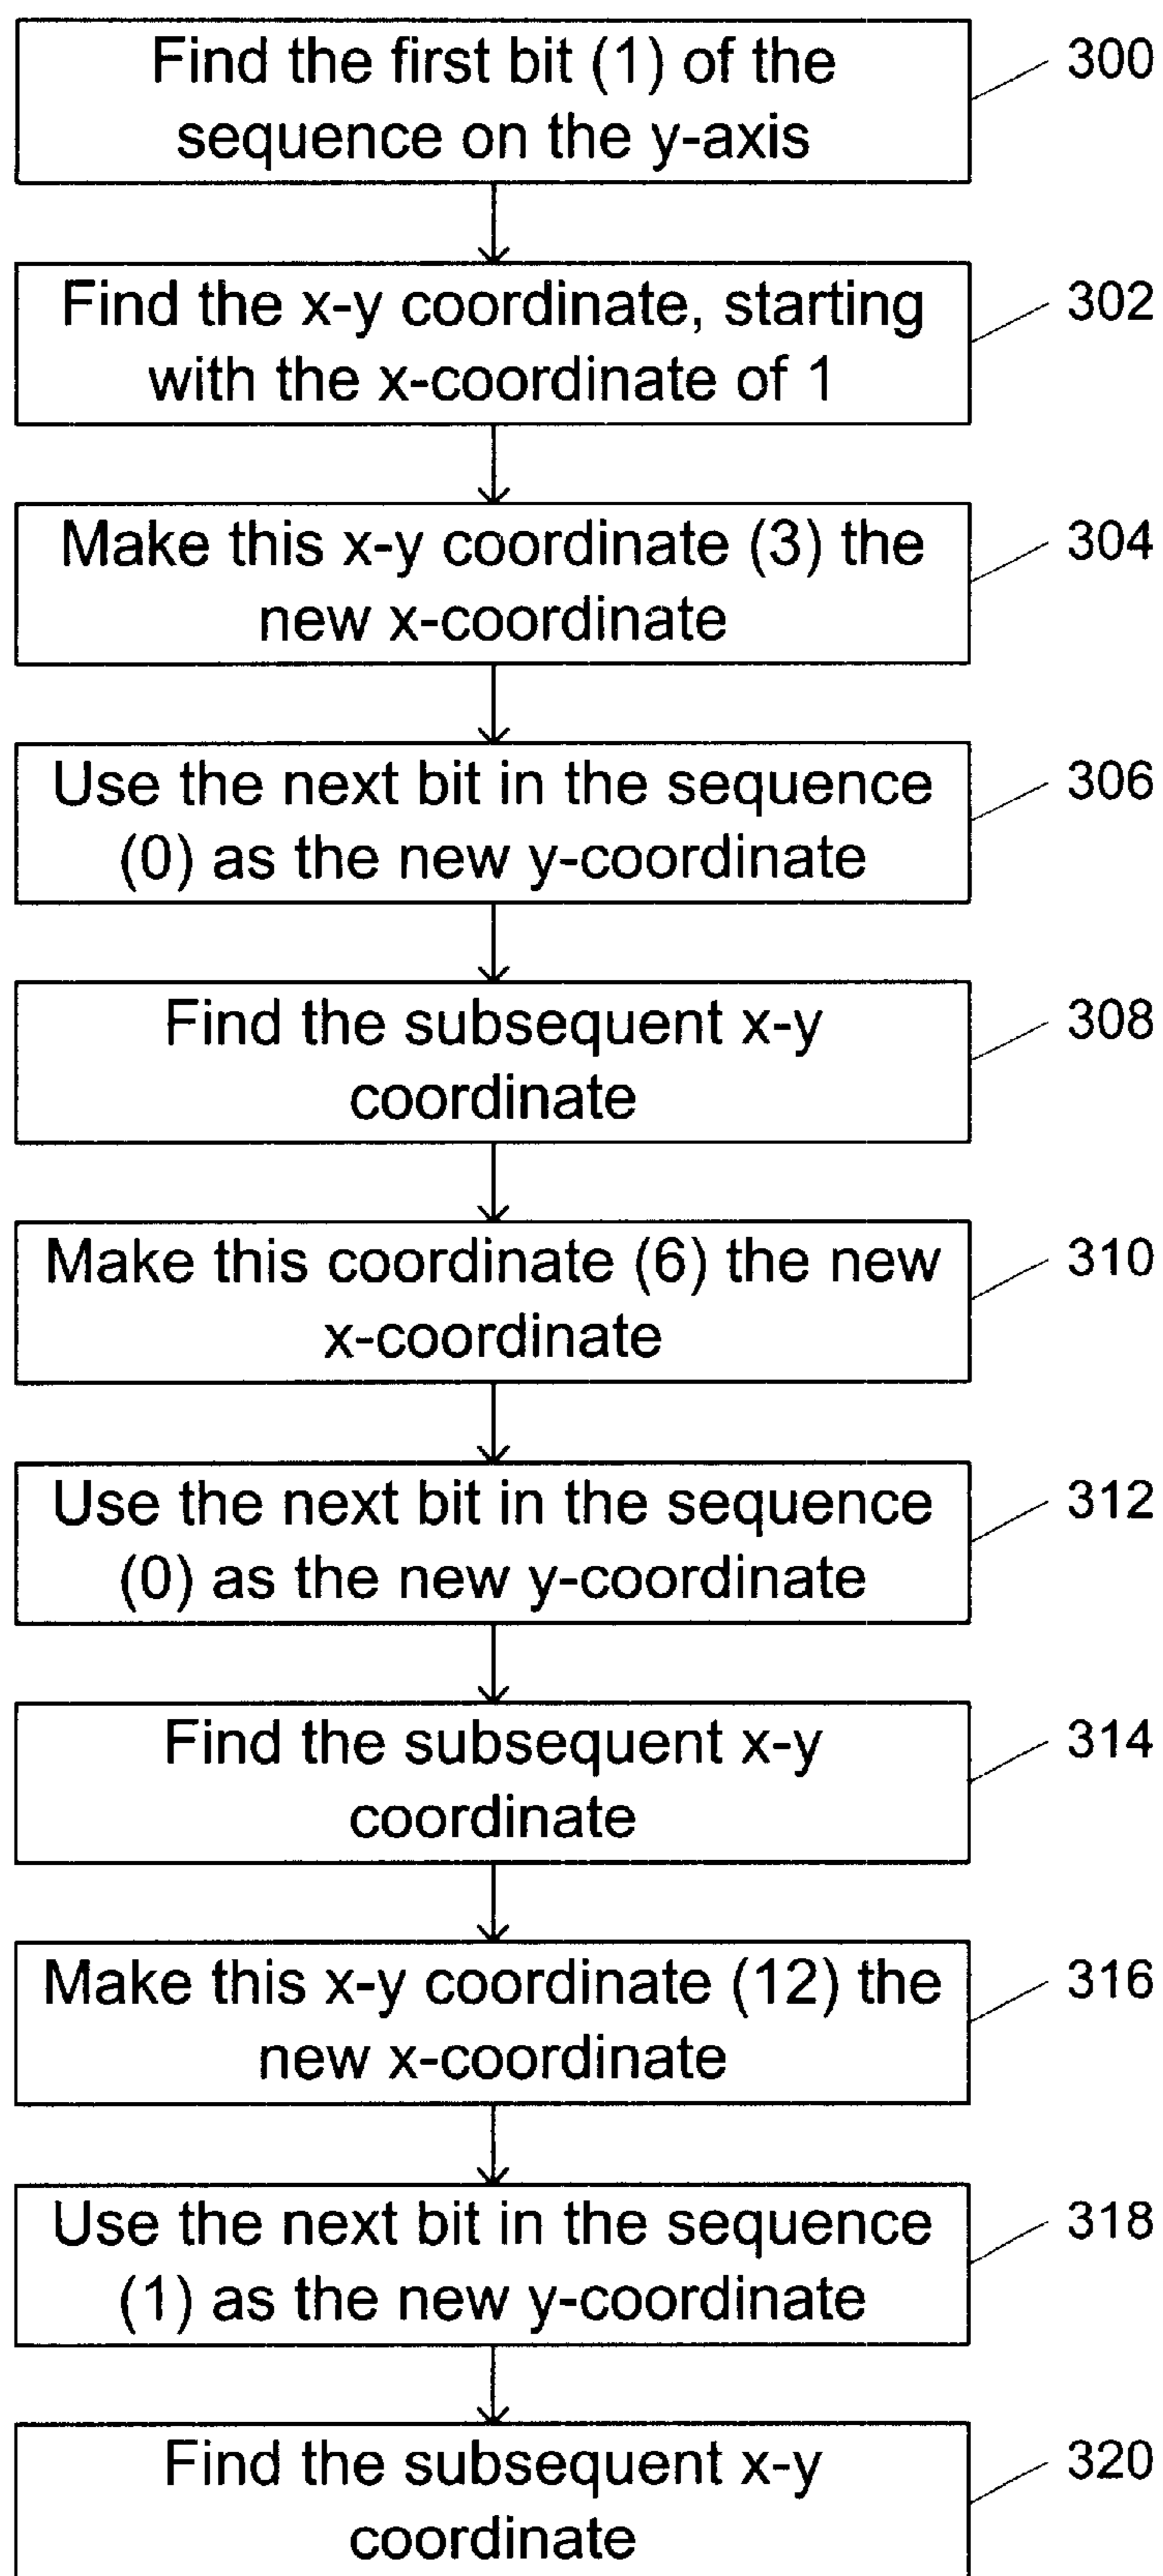 Find the first bit (1) of the
sequence on the y-axis
300
Find the x-y coordinate, starting
with the x-coordinate of 1
302
Make this x-y coordinate (3) the
new x-coordinate
304
Use the next bit in the sequence
(0) as the new y-coordinate
306
Find the subsequent x-y
coordinate
308
Make this coordinate (6) the new
x-coordinate
310
Use the next bit in the sequence
(0) as the new y-coordinate
312
Find the subsequent x-y
coordinate
314
Make this x-y coordinate (12) the
new x-coordinate
316
Use the next bit in the sequence
(1) as the new y-coordinate
318
Find the subsequent x-y
coordinate
320